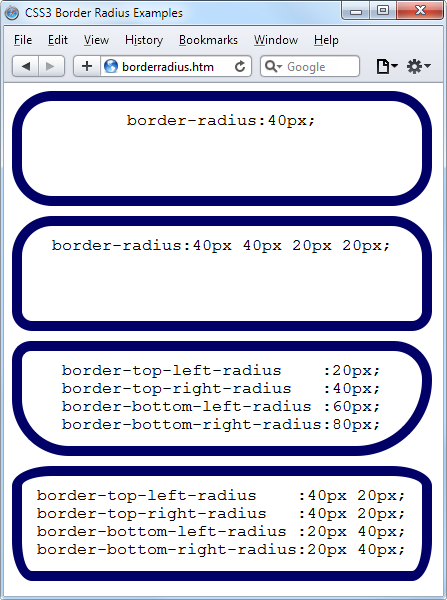 CSS3 Border Radius Examples
File Edit View History Bookmarks Window Help
borderradius.htm Google
border-radius:40px;
border-radius:40px 40px 20px 20px;
border-top-left-radius    :20px;
border-top-right-radius   :40px;
border-bottom-left-radius :60px;
border-bottom-right-radius:80px;
border-top-left-radius    :40px 20px;
border-top-right-radius   :40px 20px;
border-bottom-left-radius :20px 40px;
border-bottom-right-radius:20px 40px;